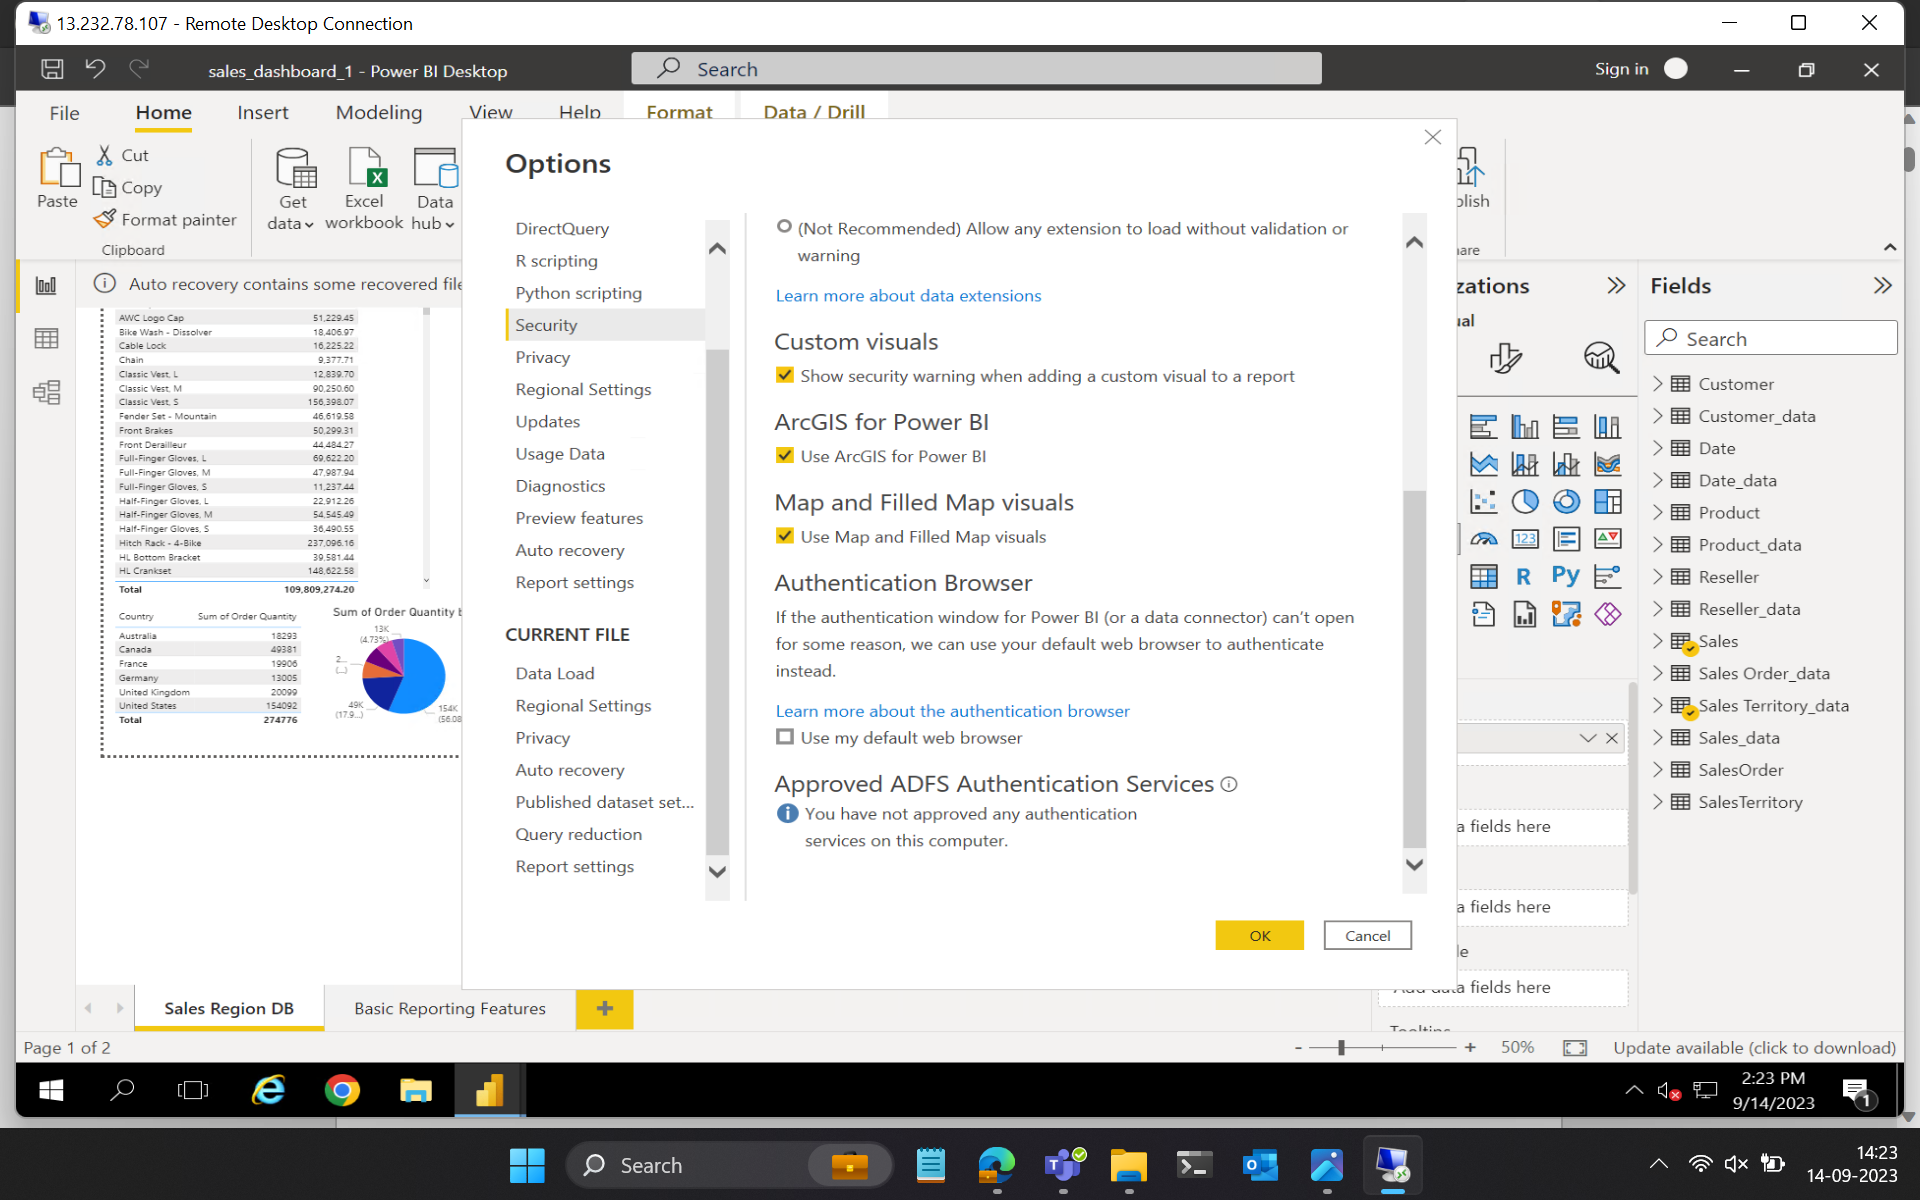 13.232.78.107 - Remote Desktop Connection
sales_dashboard_1 - Power BI Desktop
Search
Sign in
File
Home
Insert
Modeling
View
Help
Format
Data / Drill
Paste
Cut
Copy
Format painter
Clipboard
Get data
Excel workbook
Data hub
Auto recovery contains some recovered file
AWC Logo Cap 51,229.45
Bike Wash - Dissolver 18,406.97
Cable Lock 16,225.22
Chain 9,377.71
Classic Vest, L 12,839.70
Classic Vest, M 90,250.60
Classic Vest, S 156,398.07
Fender Set - Mountain 46,619.58
Front Brakes 50,299.31
Front Derailleur 44,484.27
Full-Finger Gloves, L 69,622.20
Full-Finger Gloves, M 47,987.94
Full-Finger Gloves, S 11,237.44
Half-Finger Gloves, L 22,912.26
Half-Finger Gloves, M 54,545.49
Half-Finger Gloves, S 36,490.55
Hitch Rack - 4-Bike 237,096.16
HL Bottom Bracket 39,581.44
HL Crankset 148,622.58
Total 109,809,274.20
Country Sum of Order Quantity
Australia 18293
Canada 49381
France 19906
Germany 13005
United Kingdom 20099
United States 154092
Total 274776
Sum of Order Quantity b
13K
(4.73%)
2...
(...)
49K
(17.9...)
154K
(56.08
Options
DirectQuery
R scripting
Python scripting
Security
Privacy
Regional Settings
Updates
Usage Data
Diagnostics
Preview features
Auto recovery
Report settings
CURRENT FILE
Data Load
Regional Settings
Privacy
Auto recovery
Published dataset set...
Query reduction
Report settings
(Not Recommended) Allow any extension to load without validation or
warning
Learn more about data extensions
Custom visuals
Show security warning when adding a custom visual to a report
ArcGIS for Power BI
Use ArcGIS for Power BI
Map and Filled Map visuals
Use Map and Filled Map visuals
Authentication Browser
If the authentication window for Power BI (or a data connector) can't open
for some reason, we can use your default web browser to authenticate
instead.
Learn more about the authentication browser
Use my default web browser
Approved ADFS Authentication Services
You have not approved any authentication
services on this computer.
OK
Cancel
blish
are
zations
ual
123
R
Py
a fields here
a fields here
le
Add data fields here
Tooltips
Fields
Search
Customer
Customer_data
Date
Date_data
Product
Product_data
Reseller
Reseller_data
Sales
Sales Order_data
Sales Territory_data
Sales_data
SalesOrder
SalesTerritory
Sales Region DB
Basic Reporting Features
+
Page 1 of 2
- + 50%
Update available (click to download)
2:23 PM
9/14/2023
1
Search
14:23
14-09-2023